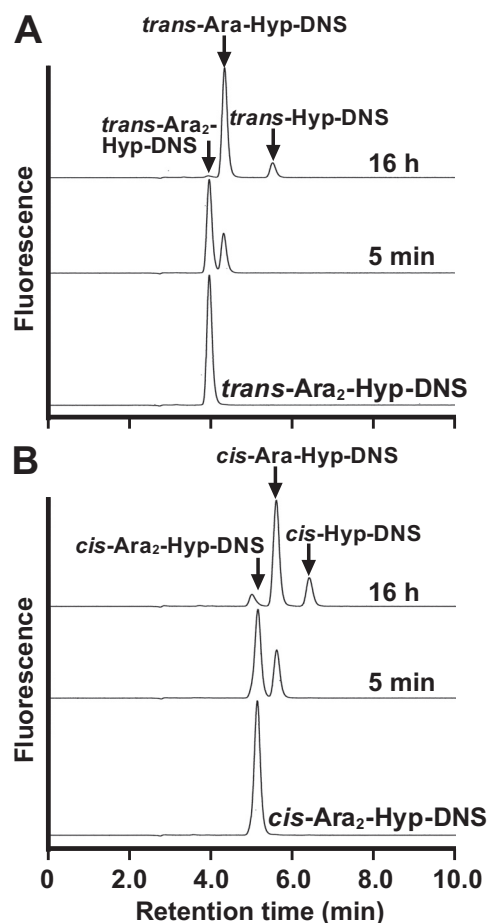 A
trans-Ara-Hyp-DNS
trans-Ara₂-
Hyp-DNS
trans-Hyp-DNS
16 h
5 min
trans-Ara₂-Hyp-DNS
Fluorescence
B
cis-Ara-Hyp-DNS
cis-Ara₂-Hyp-DNS
cis-Hyp-DNS
16 h
5 min
cis-Ara₂-Hyp-DNS
Fluorescence
0 2.0 4.0 6.0 8.0 10.0
Retention time (min)